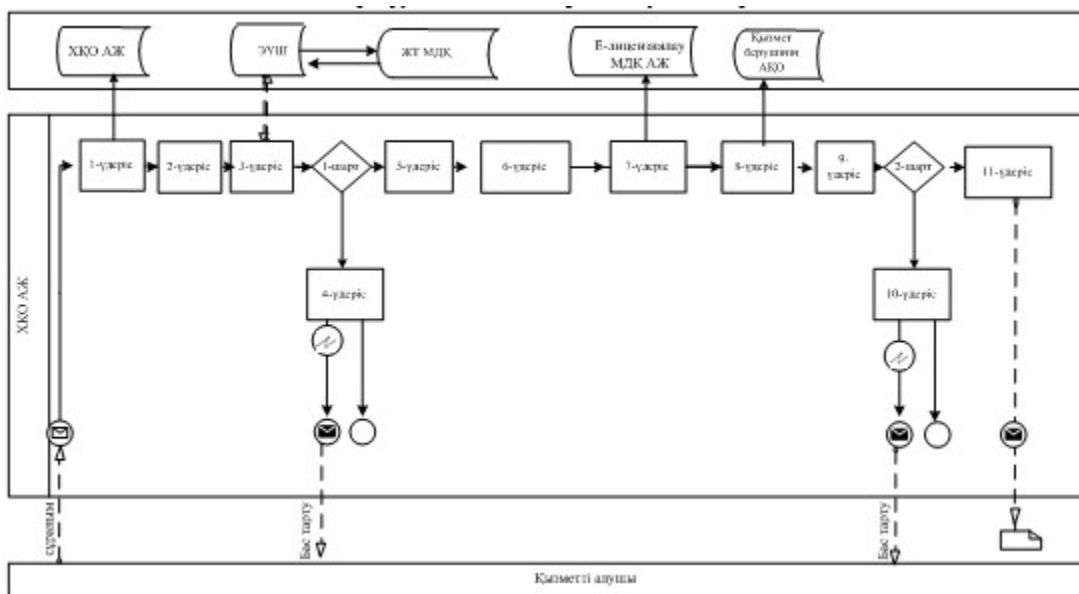 ХҚО АЖ
ЭҮШ
ЖТ МДҚ
Е-лицензиялау
МДҚ АЖ
Қызмет
берушінің
АҚО
1-үдеріс
2-үдеріс
3-үдеріс
1-шарт
5-үдеріс
6-үдеріс
7-үдеріс
8-үдеріс
9-
үдеріс
2-шарт
11-үдеріс
4-үдеріс
10-үдеріс
ХҚО АЖ
сұраным
Бас тарту
Бас тарту
Қызметті алушы